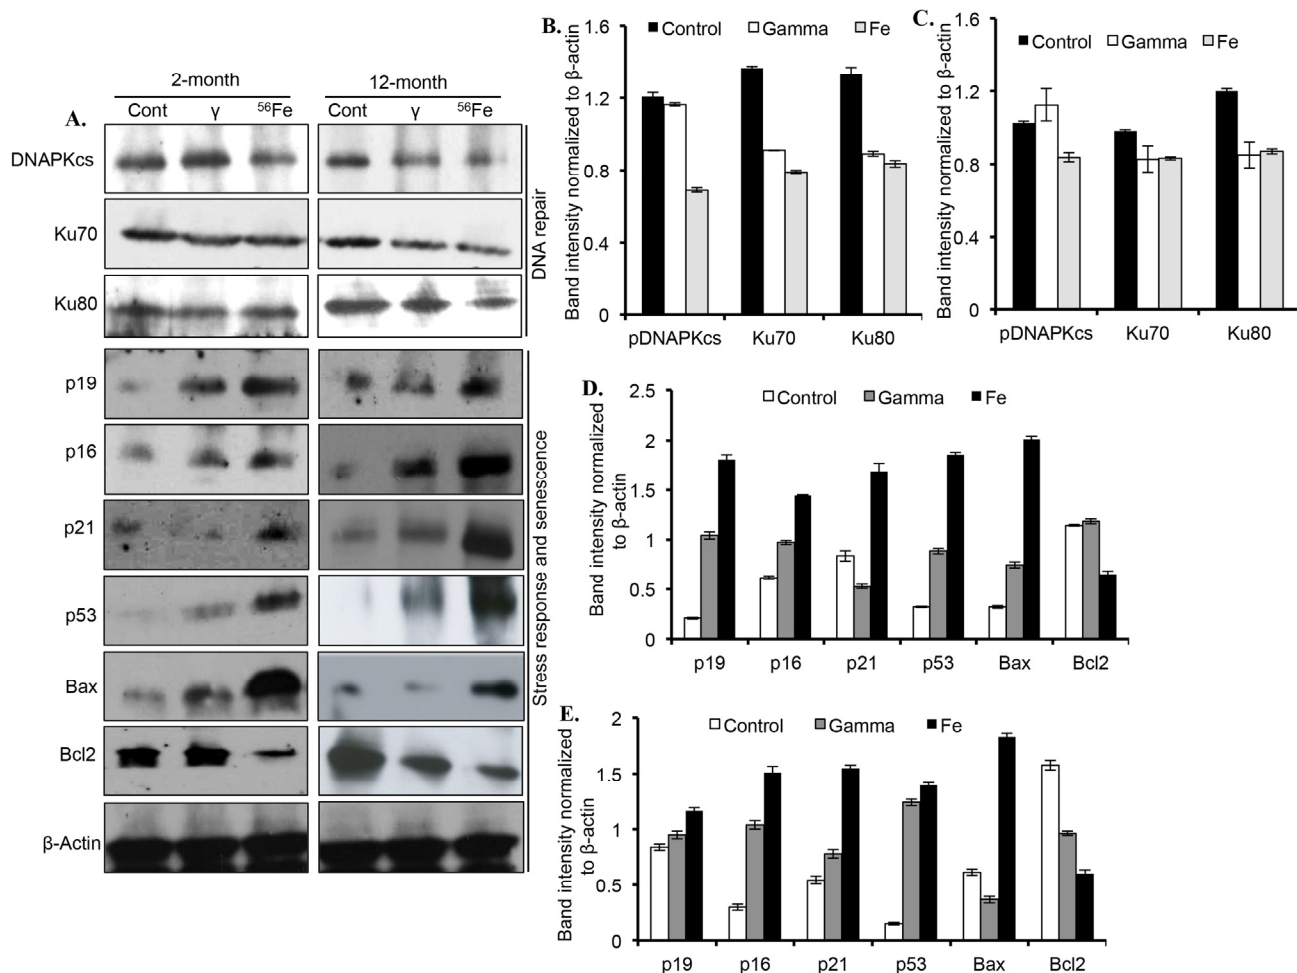 A.
2-month
12-month
Cont γ ⁵⁶Fe
Cont γ ⁵⁶Fe
DNAPKcs
Ku70
Ku80
DNA repair
p19
p16
p21
p53
Bax
Bcl2
β-Actin
Stress response and senescence
B.
Control Gamma Fe
Band intensity normalized to β-actin
1.6
1.2
0.8
0.4
0
pDNAPKcs Ku70 Ku80
C.
Control Gamma Fe
Band intensity normalized to β-actin
1.6
1.2
0.8
0.4
0
pDNAPKcs Ku70 Ku80
D.
Control Gamma Fe
Band intensity normalized
to β-actin
2.5
2
1.5
1
0.5
0
p19 p16 p21 p53 Bax Bcl2
E.
Control Gamma Fe
Band intensity normalized
to β-actin
2
1.5
1
0.5
0
p19 p16 p21 p53 Bax Bcl2